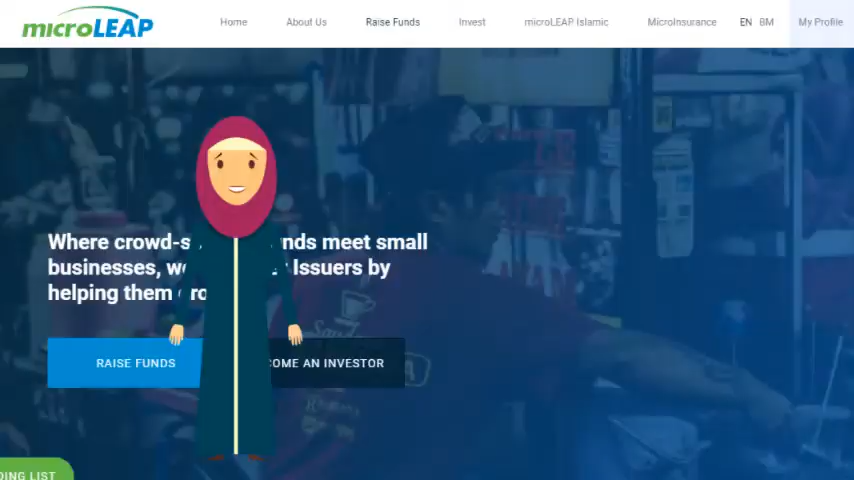 microLEAP
Home About Us Raise Funds Invest microLEAP Islamic MicroInsurance EN BM My Profile
Where crowd-s nds meet small
businesses, we Issuers by
helping them ro
RAISE FUNDS COME AN INVESTOR
DING LIST